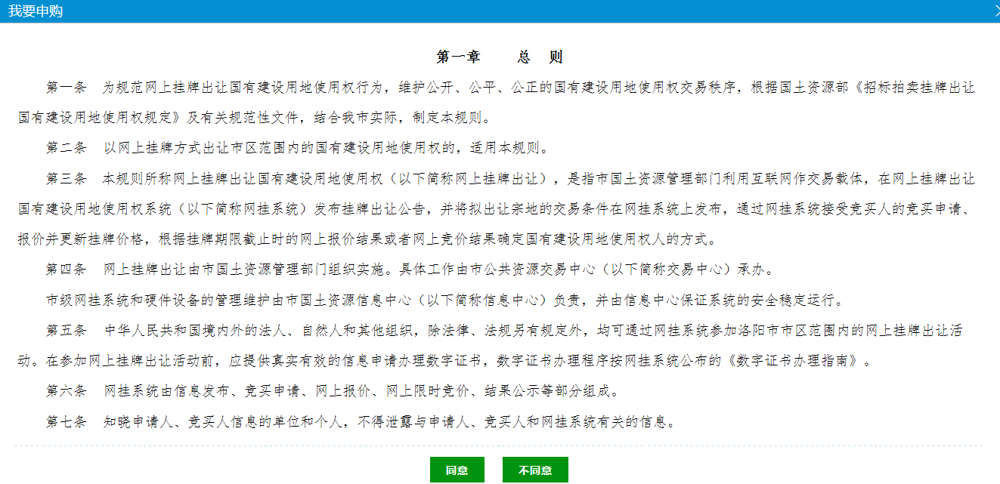 我要申购
第一章 总 则
第一条 为规范网上挂牌出让国有建设用地使用权行为，维护公开、公平、公正的国有建设用地使用权交易秩序，根据国土资源部《招标拍卖挂牌出让
国有建设用地使用权规定》及有关规范性文件，结合我市实际，制定本规则。
第二条 以网上挂牌方式出让市区范围内的国有建设用地使用权的，适用本规则。
第三条 本规则所称网上挂牌出让国有建设用地使用权（以下简称网上挂牌出让），是指市国土资源管理部门利用互联网作交易载体，在网上挂牌出让
国有建设用地使用权系统（以下简称网挂系统）发布挂牌出让公告，并将拟出让宗地的交易条件在网挂系统上发布，通过网挂系统接受竞买人的竞买申请、
报价并更新挂牌价格，根据挂牌期限截止时的网上报价结果或者网上竞价结果确定国有建设用地使用权人的方式。
第四条 网上挂牌出让由市国土资源管理部门组织实施。具体工作由市公共资源交易中心（以下简称交易中心）承办。
市级网挂系统和硬件设备的管理维护由市国土资源信息中心（以下简称信息中心）负责，并由信息中心保证系统的安全稳定运行。
第五条 中华人民共和国境内外的法人、自然人和其他组织，除法律、法规另有规定外，均可通过网挂系统参加洛阳市市区范围内的网上挂牌出让活
动。在参加网上挂牌出让活动前，应提供真实有效的信息申请办理数字证书，数字证书办理程序按网挂系统公布的《数字证书办理指南》。
第六条 网挂系统由信息发布、竞买申请、网上报价、网上限时竞价、结果公示等部分组成。
第七条 知晓申请人、竞买人信息的单位和个人，不得泄露与申请人、竞买人和网挂系统有关的信息。
同意 不同意